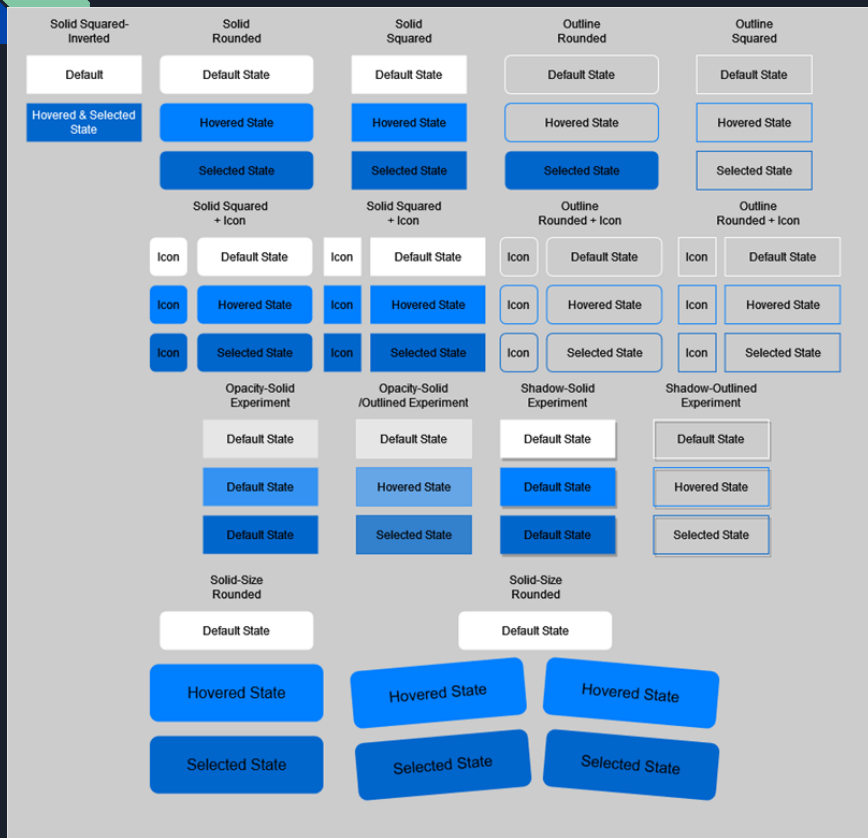 Solid Squared-
Inverted
Solid
Rounded
Solid
Squared
Outline
Rounded
Outline
Squared
Default
Default State
Default State
Default State
Default State
Hovered & Selected
State
Hovered State
Hovered State
Hovered State
Hovered State
Selected State
Selected State
Selected State
Selected State
Solid Squared
+ Icon
Solid Squared
+ Icon
Outline
Rounded + Icon
Outline
Rounded + Icon
Icon
Default State
Icon
Default State
Icon
Default State
Icon
Default State
Icon
Hovered State
Icon
Hovered State
Icon
Hovered State
Icon
Hovered State
Icon
Selected State
Icon
Selected State
Icon
Selected State
Icon
Selected State
Opacity-Solid
Experiment
Opacity-Solid
/Outlined Experiment
Shadow-Solid
Experiment
Shadow-Outlined
Experiment
Default State
Default State
Default State
Default State
Default State
Hovered State
Default State
Hovered State
Default State
Selected State
Default State
Selected State
Solid-Size
Rounded
Solid-Size
Rounded
Default State
Default State
Hovered State
Hovered State
Hovered State
Selected State
Selected State
Selected State